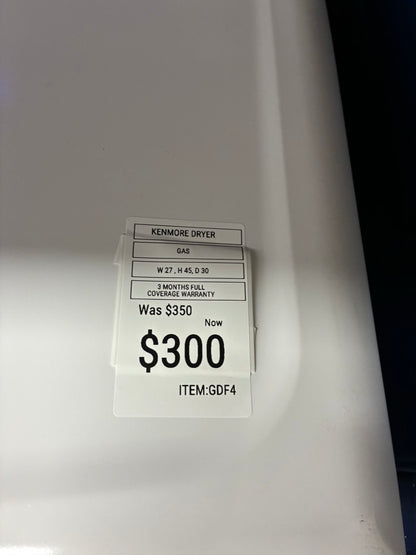 KENMORE DRYER
GAS
W 27 , H 45, D 30
3 MONTHS FULL
COVERAGE WARRANTY
Was $350
Now
$300
ITEM:GDF4